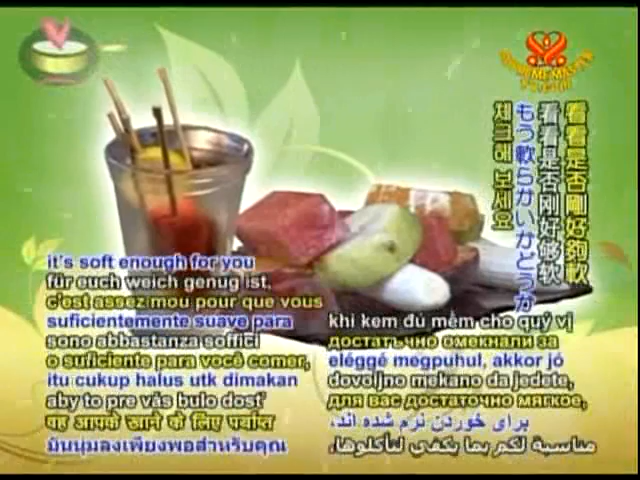 SUPREME MASTER
TV.COM
看看是否剛好夠軟
看看是否刚好够软
もう軟らかいかどうか
체크해 보세요
it's soft enough for you
für euch weich genug ist,
c'est assez mou pour que vous
suficientemente suave para
sono abbastanza soffici
o suficiente para você comer,
itu cukup halus utk dimakan
aby to pre vás bulo dosť
वह आपके खाने के लिए पर्याप्त
มันนุ่มลงเพียงพอสำหรับคุณ
khi kem đủ mềm cho quý vị
достатъчно омекнали за
eléggé megpuhul, akkor jó
dovoljno mekano da jedete,
для вас достаточно мягкое,
برای خوردن نرم شده اند،
مناسبة لكم بما يكفي لتأكلوها،